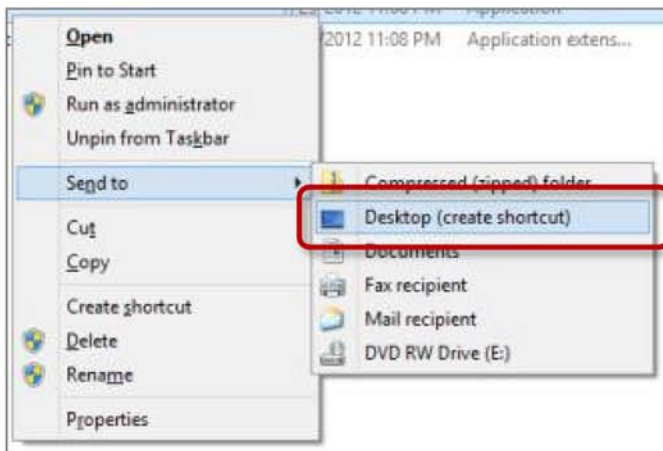 Application
2012 11:08 PM Application extens...
Open
Pin to Start
Run as administrator
Unpin from Taskbar
Send to
Compressed (zipped) folder
Desktop (create shortcut)
Documents
Fax recipient
Mail recipient
DVD RW Drive (E:)
Cut
Copy
Create shortcut
Delete
Rename
Properties